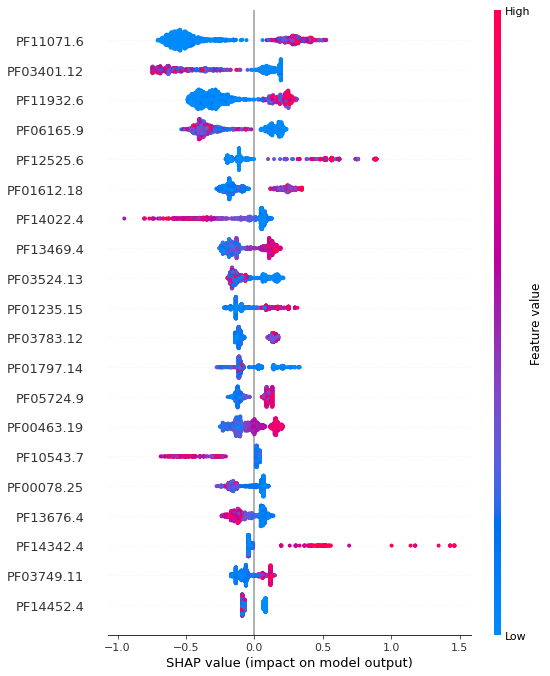 High
PF11071.6
PF03401.12
PF11932.6
PF06165.9
PF12525.6
PF01612.18
PF14022.4
PF13469.4
PF03524.13
PF01235.15
PF03783.12
PF01797.14
PF05724.9
PF00463.19
PF10543.7
PF00078.25
PF13676.4
PF14342.4
PF03749.11
PF14452.4
Feature value
Low
−1.0 −0.5 0.0 0.5 1.0 1.5
SHAP value (impact on model output)